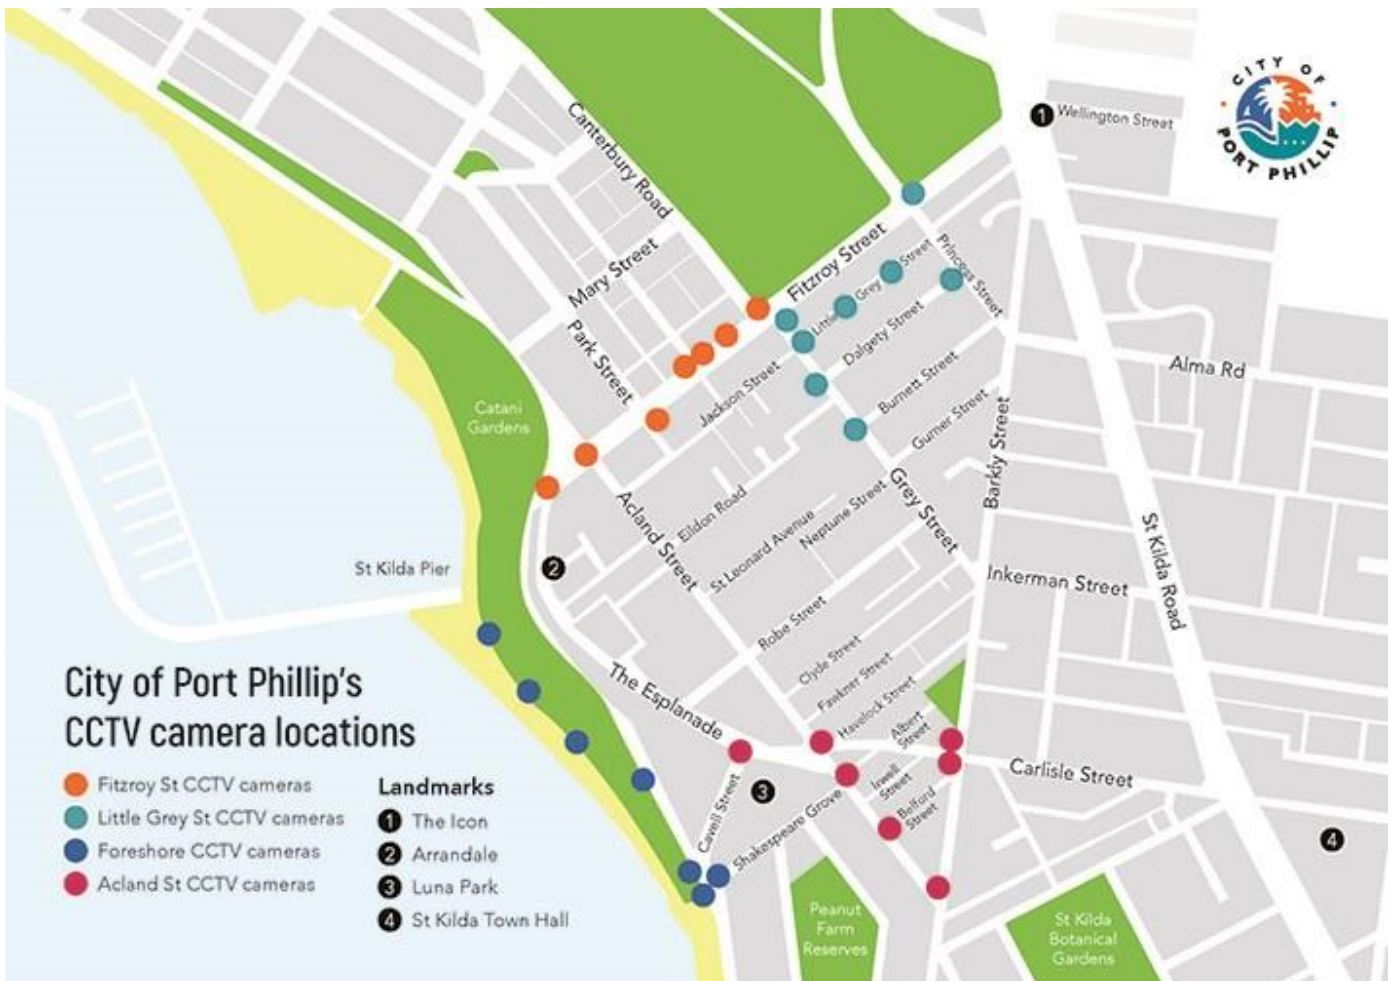 CITY OF
PORT PHILLIP
1
Wellington Street
Canterbury Road
Fitzroy Street
Little Grey Street
Princess Street
Mary Street
Park Street
Dalgety Street
Jackson Street
Burnett Street
Alma Rd
Gurner Street
Barkly Street
Catani
Gardens
Grey Street
Acland Street
Eildon Road
St Leonard Avenue
Neptune Street
St Kilda Road
St Kilda Pier
2
Inkerman Street
Robe Street
Clyde Street
Fawkner Street
Havelock Street
Albert
Street
The Esplanade
Carlisle Street
Irwell
Street
Belford
Street
Cavell Street
3
Shakespeare Grove
4
Peanut
Farm
Reserves
St Kilda
Botanical
Gardens
City of Port Phillip's
CCTV camera locations
Fitzroy St CCTV cameras
Little Grey St CCTV cameras
Foreshore CCTV cameras
Acland St CCTV cameras
Landmarks
1 The Icon
2 Arrandale
3 Luna Park
4 St Kilda Town Hall